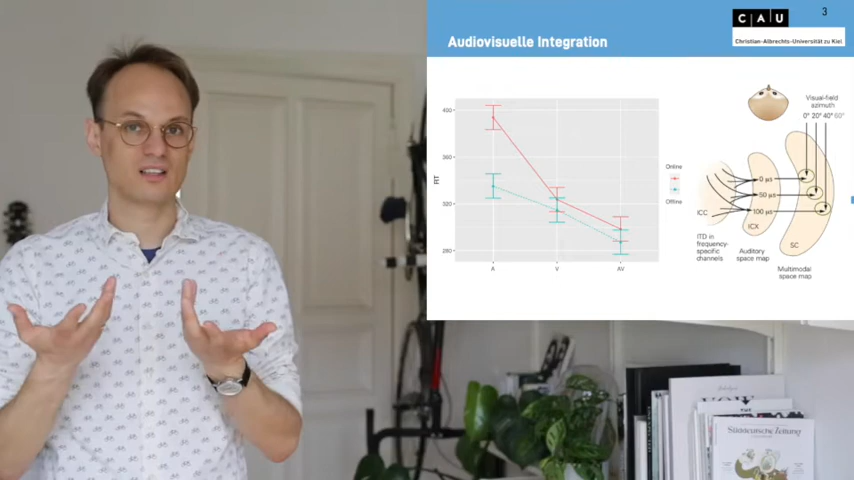 3
CAU
Christian-Albrechts-Universität zu Kiel
Audiovisuelle Integration
400
360
320
280
A
V
AV
Online
Offline
Visual-field
azimuth
0° 20° 40° 60°
0 µs
50 µs
100 µs
ICC
ICX
SC
ITD in
frequency-
specific
channels
Auditory
space map
Multimodal
space map
Süddeutsche Zeitung